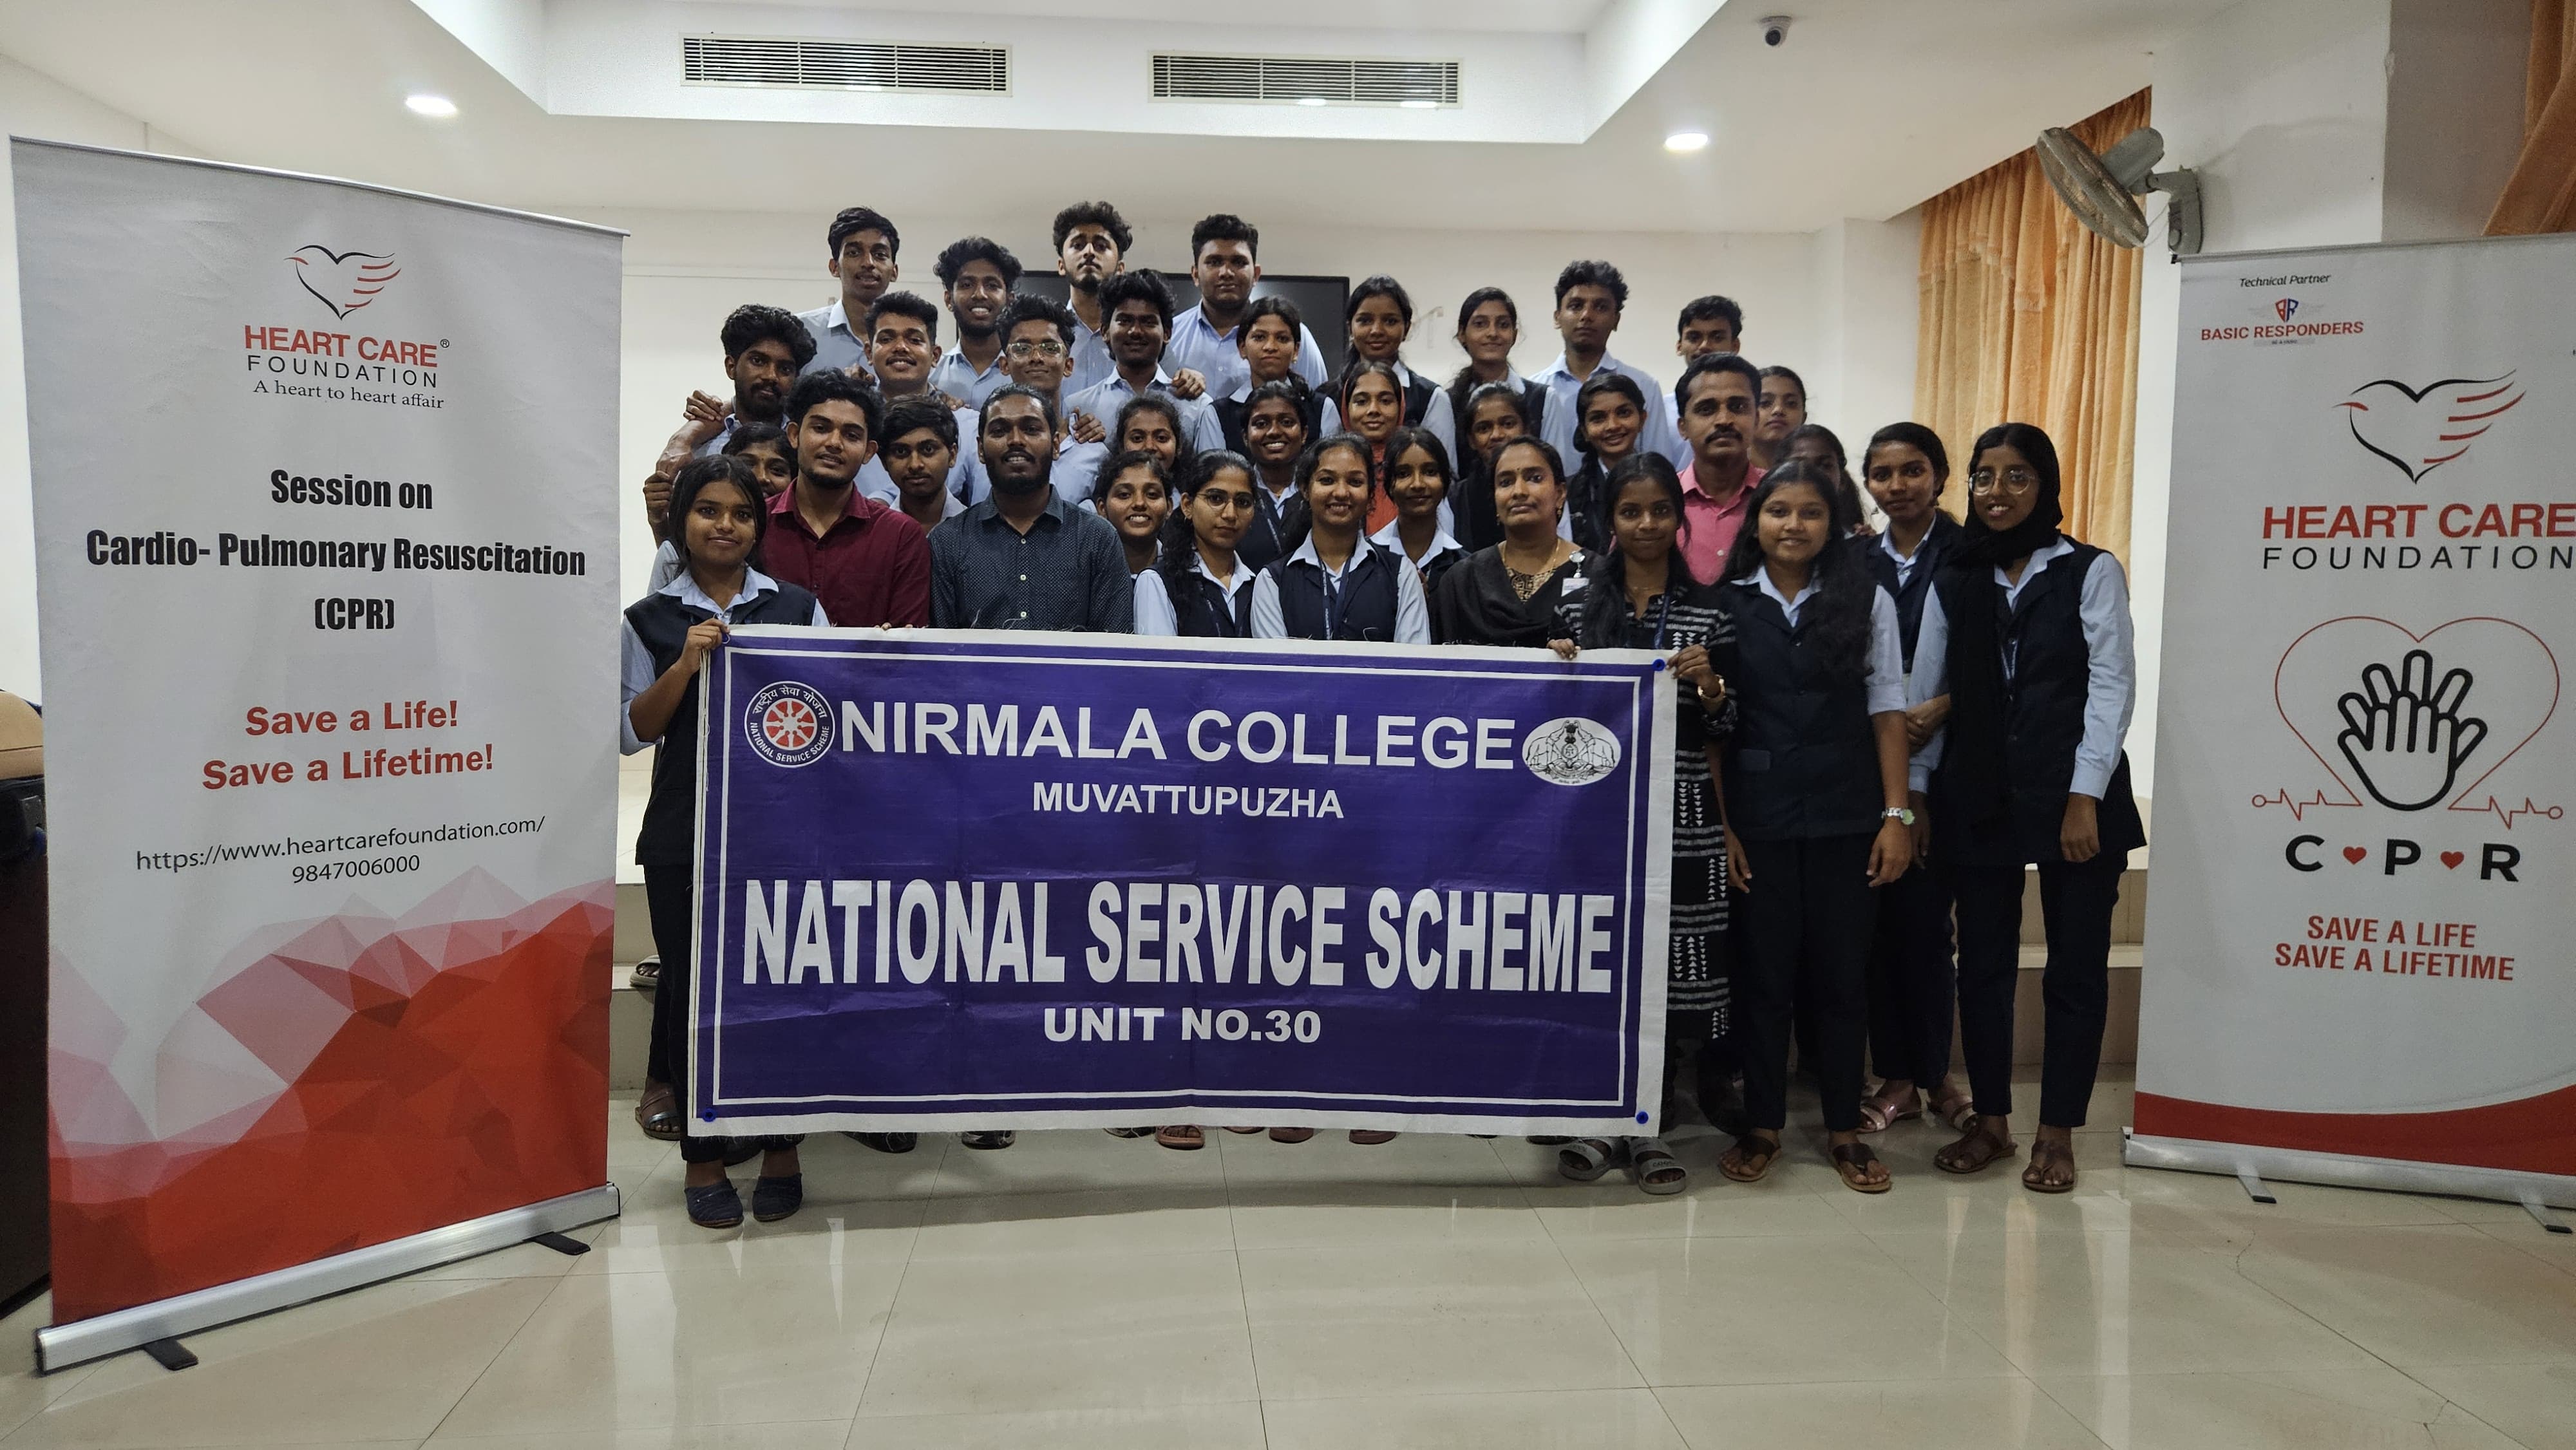 HEART CARE®
FOUNDATION
A heart to heart affair
Session on
Cardio- Pulmonary Resuscitation
(CPR)
Save a Life!
Save a Lifetime!
https://www.heartcarefoundation.com/
9847006000
राष्ट्रीय सेवा योजना
NATIONAL SERVICE SCHEME
NIRMALA COLLEGE
MUVATTUPUZHA
NATIONAL SERVICE SCHEME
UNIT NO.30
Technical Partner
BR
BASIC RESPONDERS
HEART CARE
FOUNDATION
C P R
SAVE A LIFE
SAVE A LIFETIME